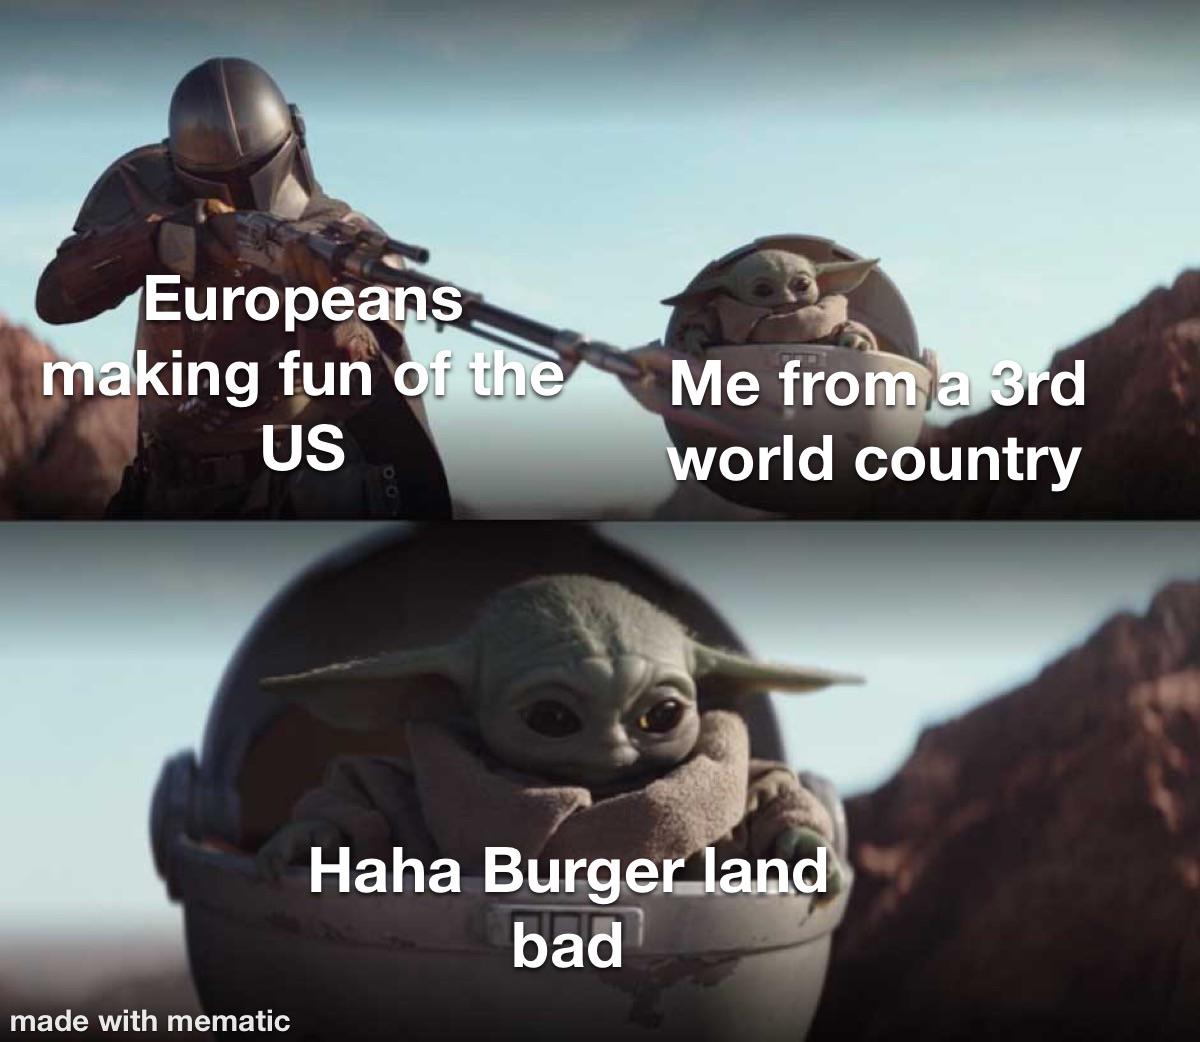 Europeans
making fun of the
US
Me from a 3rd
world country
Haha Burger land
bad
made with mematic